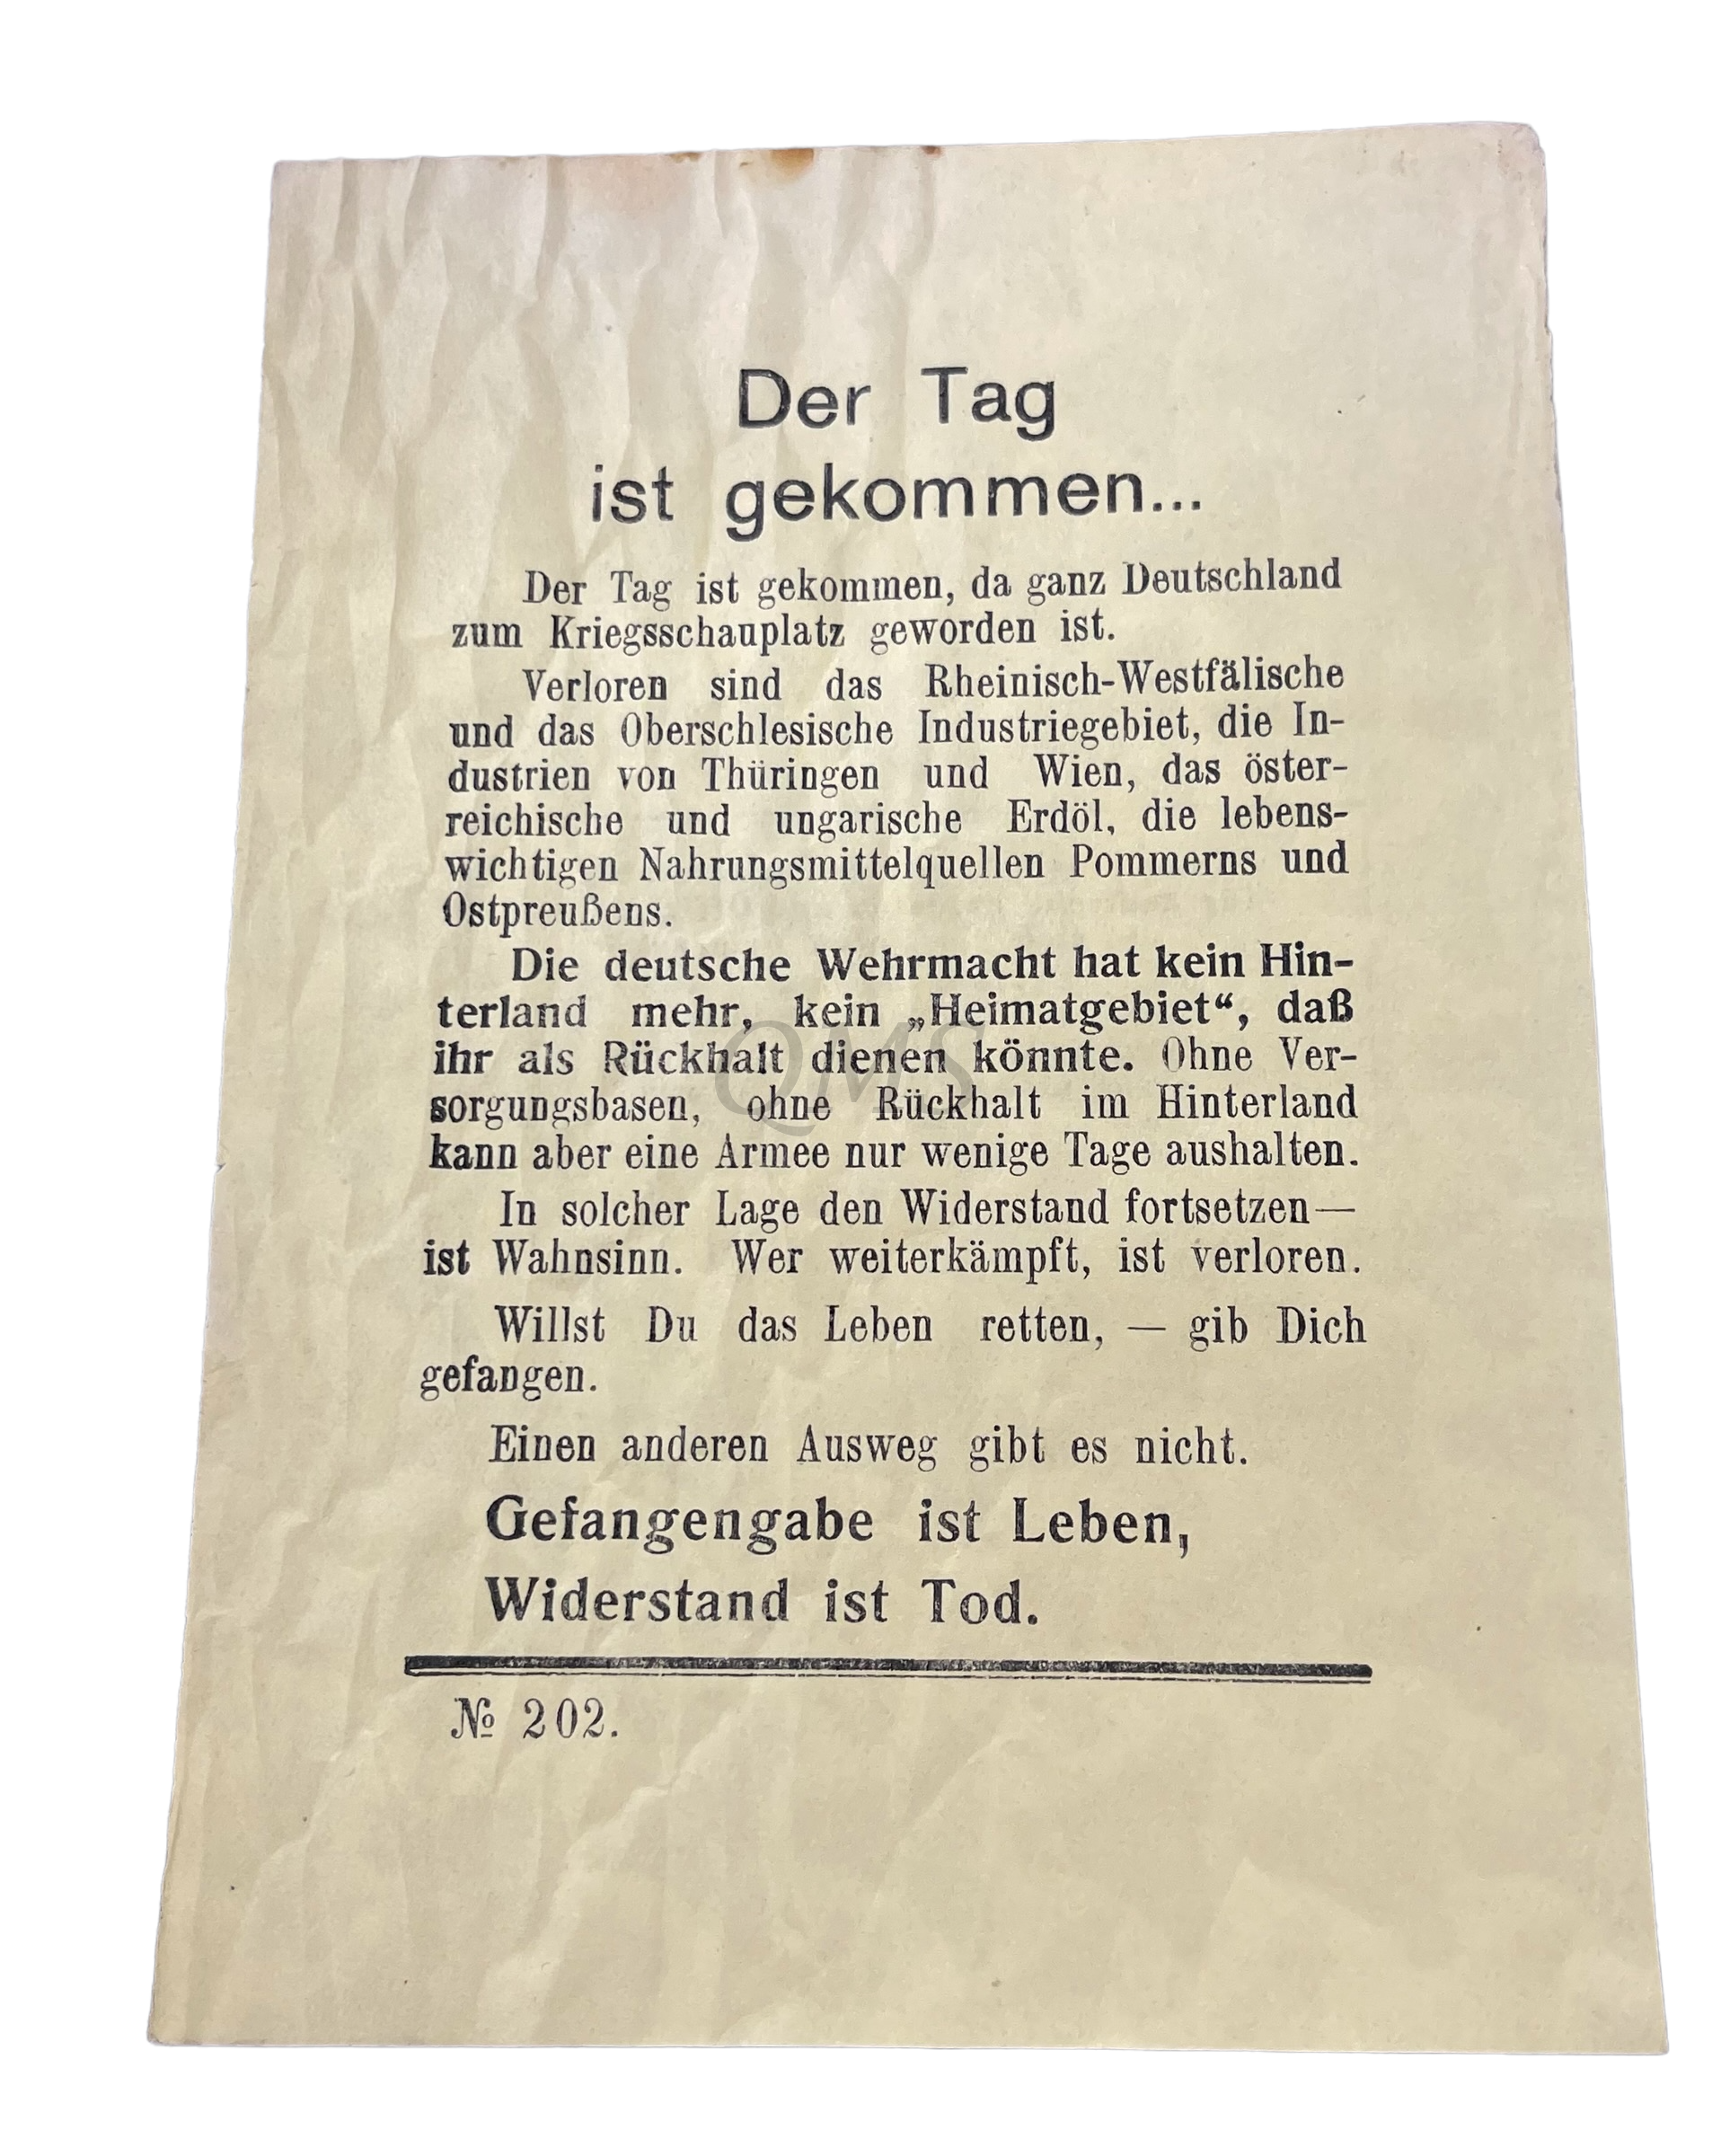 Der Tag
ist gekommen...
Der Tag ist gekommen, da ganz Deutschland
zum Kriegsschauplatz geworden ist.
Verloren sind das Rheinisch-Westfälische
und das Oberschlesische Industriegebiet, die In-
dustrien von Thüringen und Wien, das öster-
reichische und ungarische Erdöl, die lebens-
wichtigen Nahrungsmittelquellen Pommerns und
Ostpreußens.
Die deutsche Wehrmacht hat kein Hin-
terland mehr, kein „Heimatgebiet“, daß
ihr als Rückhalt dienen könnte. Ohne Ver-
sorgungsbasen, ohne Rückhalt im Hinterland
kann aber eine Armee nur wenige Tage aushalten.
In solcher Lage den Widerstand fortsetzen—
ist Wahnsinn. Wer weiterkämpft, ist verloren.
Willst Du das Leben retten, — gib Dich
gefangen.
Einen anderen Ausweg gibt es nicht.
Gefangengabe ist Leben,
Widerstand ist Tod.
№ 202.
QMS